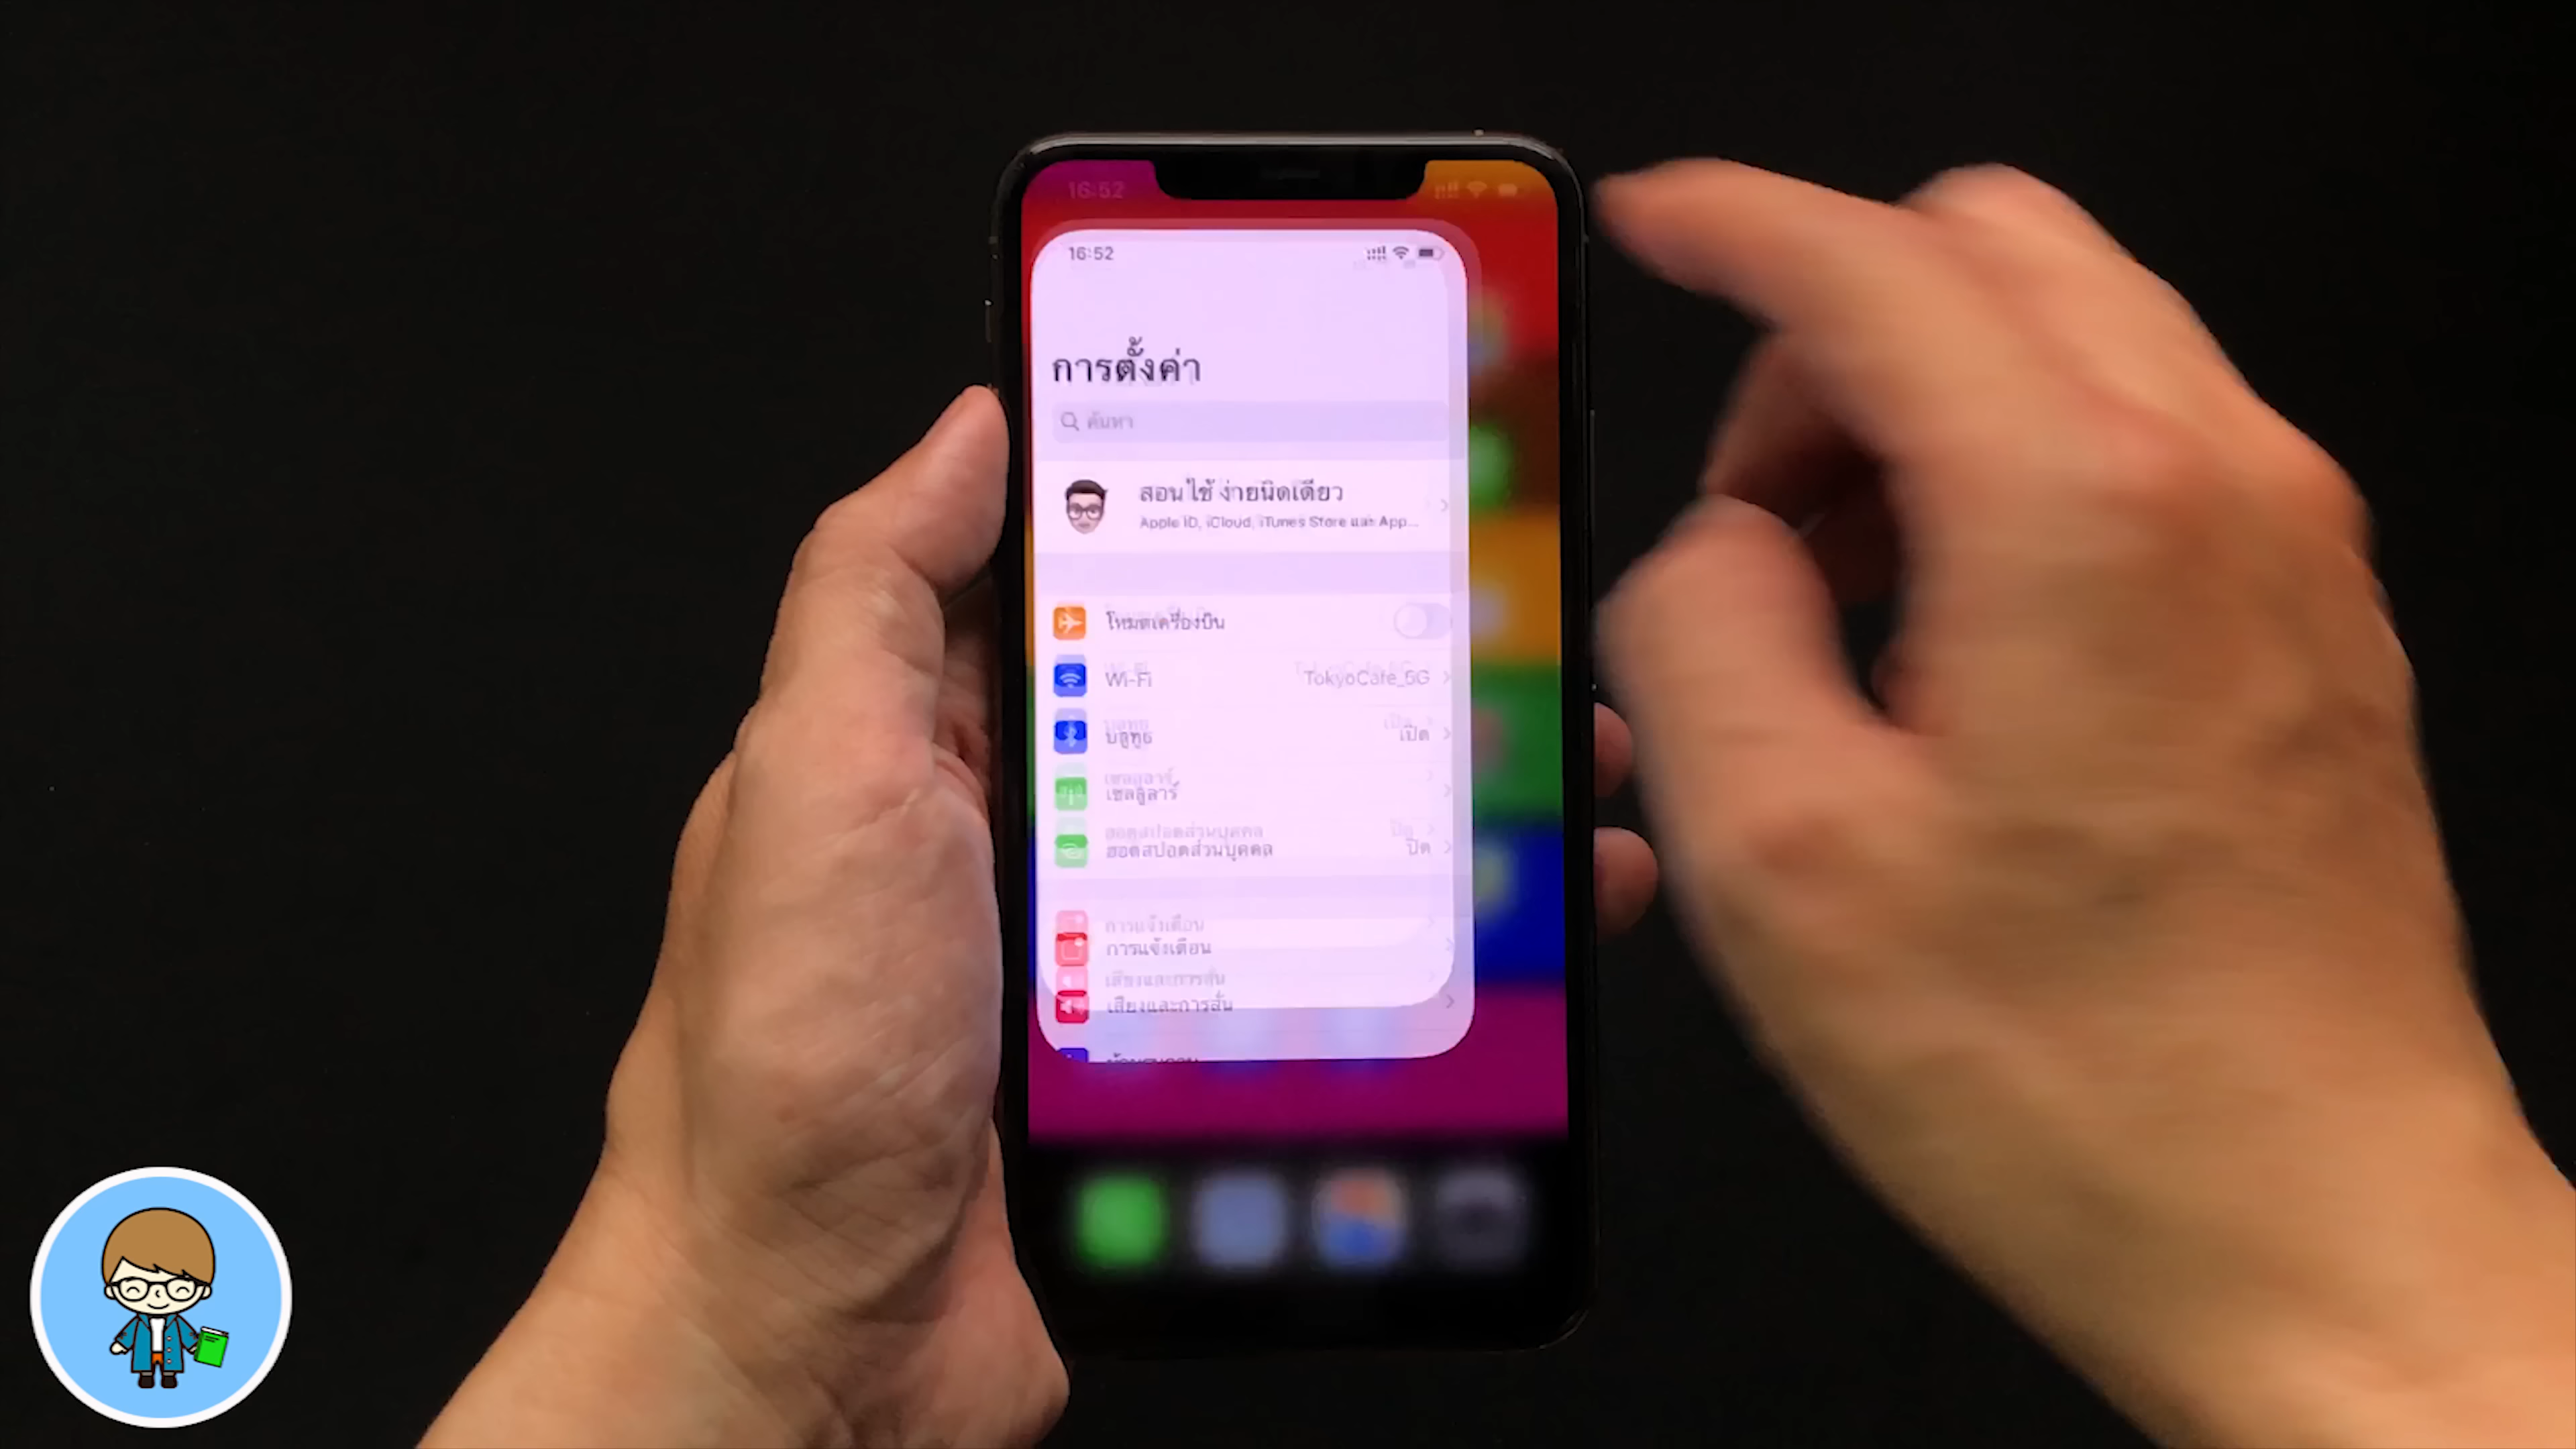 16:52
16:52
การตั้งค่า
ค้นหา
สอนใช้ ง่ายนิดเดียว
Apple ID, iCloud, iTunes Store และ App...
โหมดเครื่องบิน
Wi-Fi TokyoCafe_5G
บลูทูธ เปิด
เซลลูลาร์
ฮอตสปอตส่วนบุคคล ปิด
การแจ้งเตือน
เสียงและการสั่น